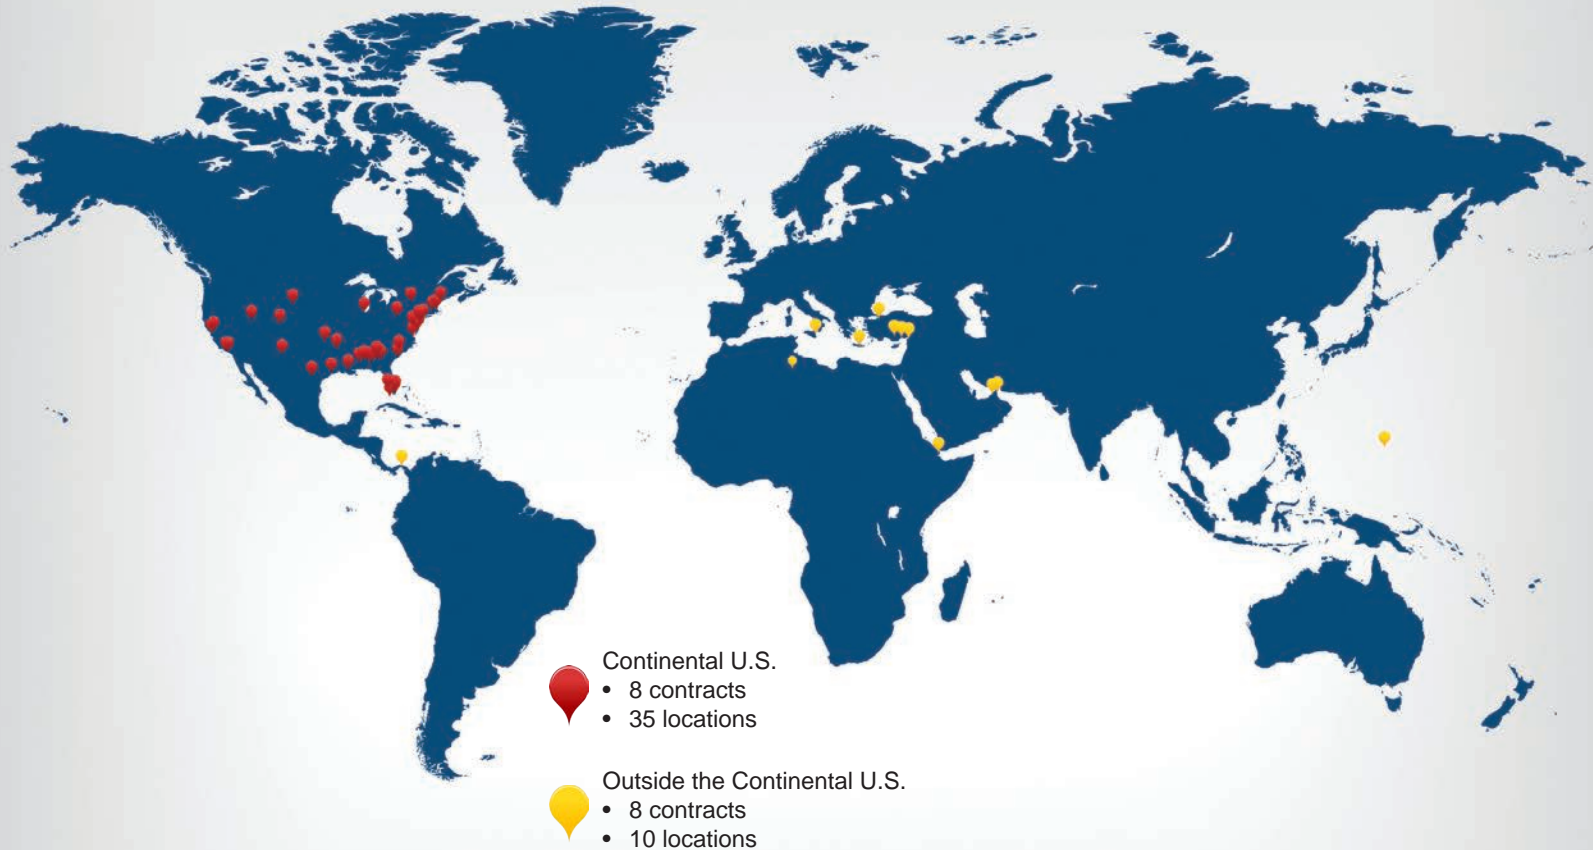 Continental U.S.
• 8 contracts
• 35 locations
Outside the Continental U.S.
• 8 contracts
• 10 locations